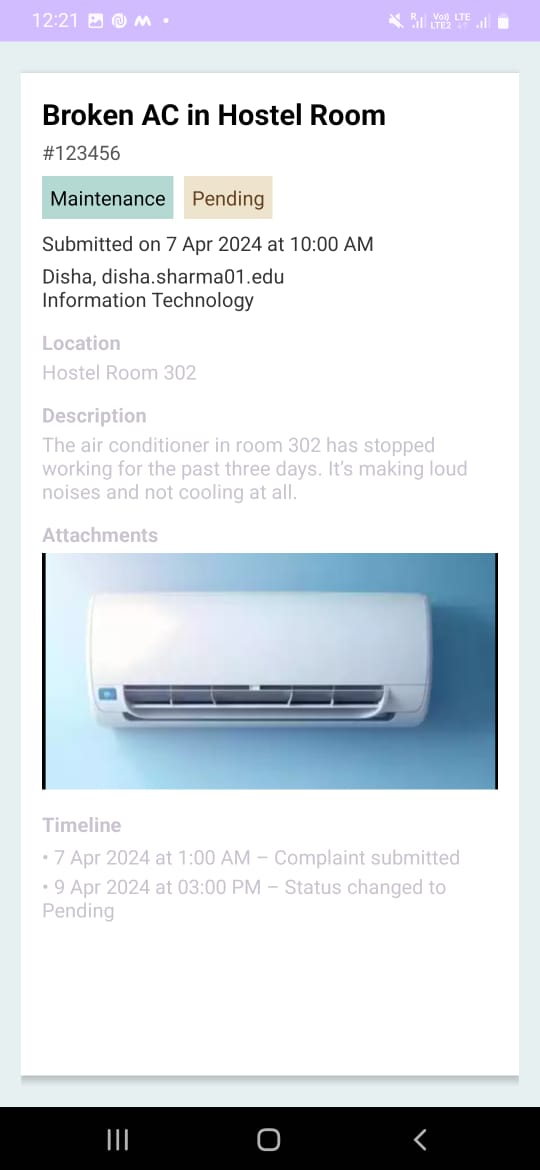 12:21
R
Vo) LTE
LTE2
Broken AC in Hostel Room
#123456
Maintenance
Pending
Submitted on 7 Apr 2024 at 10:00 AM
Disha, disha.sharma01.edu
Information Technology
Location
Hostel Room 302
Description
The air conditioner in room 302 has stopped
working for the past three days. It’s making loud
noises and not cooling at all.
Attachments
Timeline
• 7 Apr 2024 at 1:00 AM – Complaint submitted
• 9 Apr 2024 at 03:00 PM – Status changed to
Pending